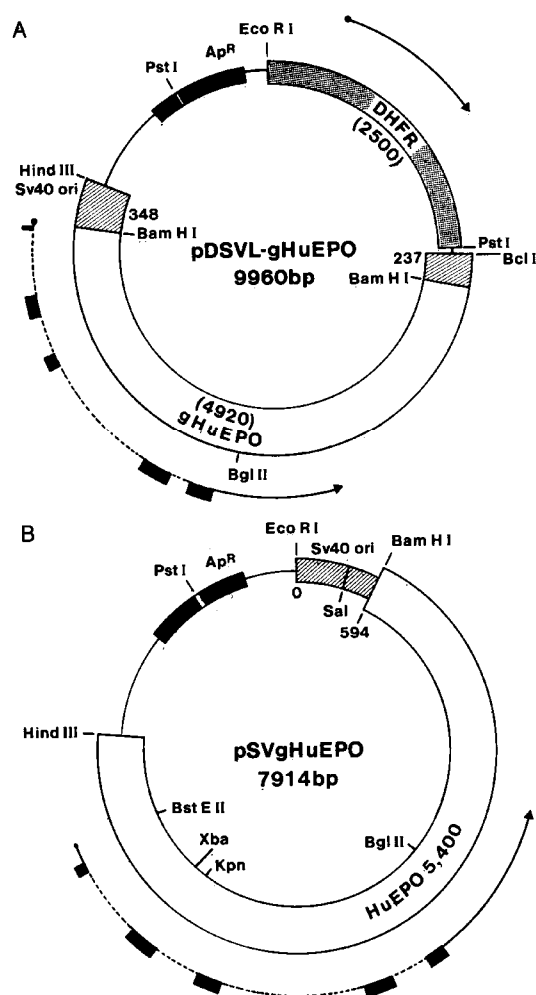 A
Eco R I
ApR
Pst I
DHFR
(2500)
Hind III
Sv40 ori
348
Bam H I
pDSVL-gHuEPO
9960bp
237
Pst I
Bcl I
Bam H I
(4920)
gHuEPO
Bgl II
B
Eco R I
Sv40 ori
Bam H I
ApR
Pst I
0
Sal
594
Hind III
pSVgHuEPO
7914bp
Bst E II
Xba
Kpn
Bgl II
HuEPO 5,400